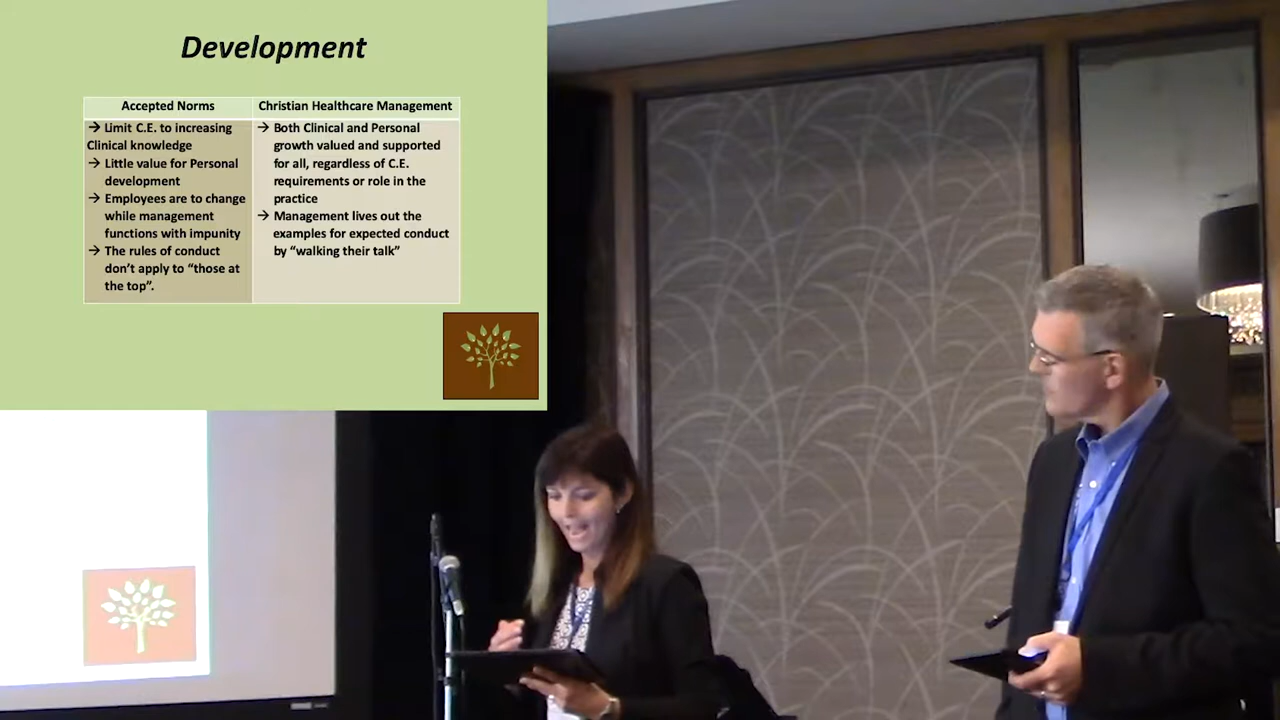 Development
Accepted Norms
→ Limit C.E. to increasing
Clinical knowledge
→ Little value for Personal
development
→ Employees are to change
while management
functions with impunity
→ The rules of conduct
don’t apply to “those at
the top”.
Christian Healthcare Management
→ Both Clinical and Personal
growth valued and supported
for all, regardless of C.E.
requirements or role in the
practice
→ Management lives out the
examples for expected conduct
by “walking their talk”